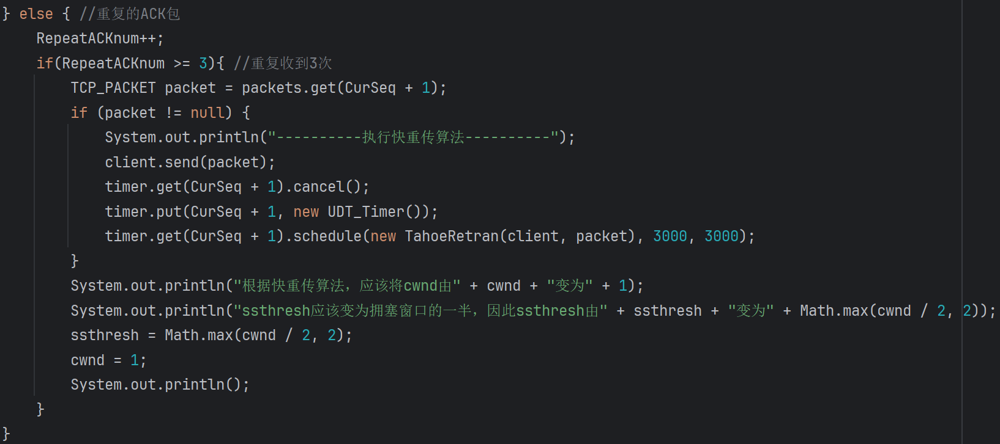 } else { //重复的ACK包
    RepeatACKnum++;
    if(RepeatACKnum >= 3){ //重复收到3次
        TCP_PACKET packet = packets.get(CurSeq + 1);
        if (packet != null) {
            System.out.println("----------执行快重传算法----------");
            client.send(packet);
            timer.get(CurSeq + 1).cancel();
            timer.put(CurSeq + 1, new UDT_Timer());
            timer.get(CurSeq + 1).schedule(new TahoeRetran(client, packet), 3000, 3000);
        }
        System.out.println("根据快重传算法，应该将cwnd由" + cwnd + "变为" + 1);
        System.out.println("ssthresh应该变为拥塞窗口的一半，因此ssthresh由" + ssthresh + "变为" + Math.max(cwnd / 2, 2));
        ssthresh = Math.max(cwnd / 2, 2);
        cwnd = 1;
        System.out.println();
    }
}